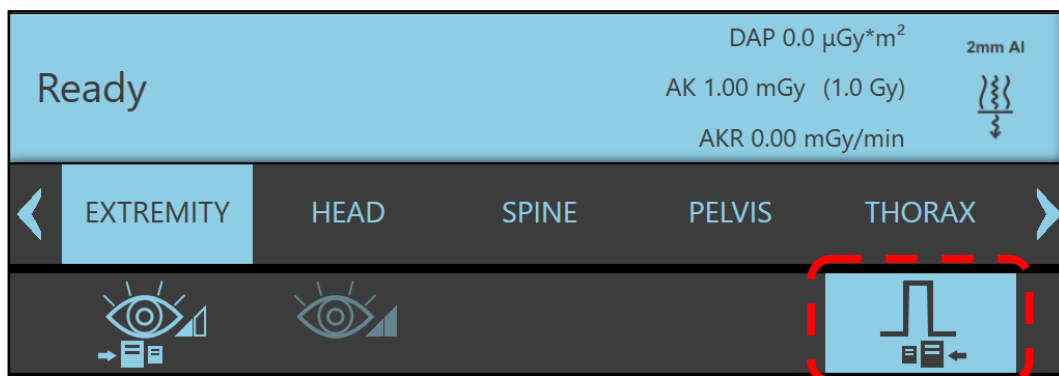 Ready
DAP 0.0 µGy*m²
AK 1.00 mGy (1.0 Gy)
AKR 0.00 mGy/min
2mm Al
EXTREMITY HEAD SPINE PELVIS THORAX